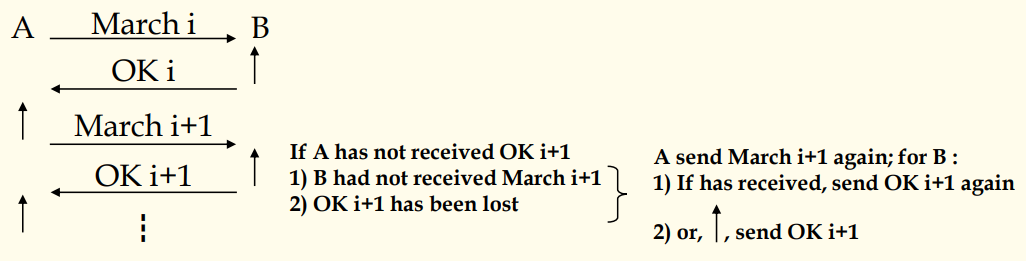 A March i B
OK i
March i+1
OK i+1
If A has not received OK i+1
1) B had not received March i+1
2) OK i+1 has been lost
A send March i+1 again; for B :
1) If has received, send OK i+1 again
2) or, ↑, send OK i+1